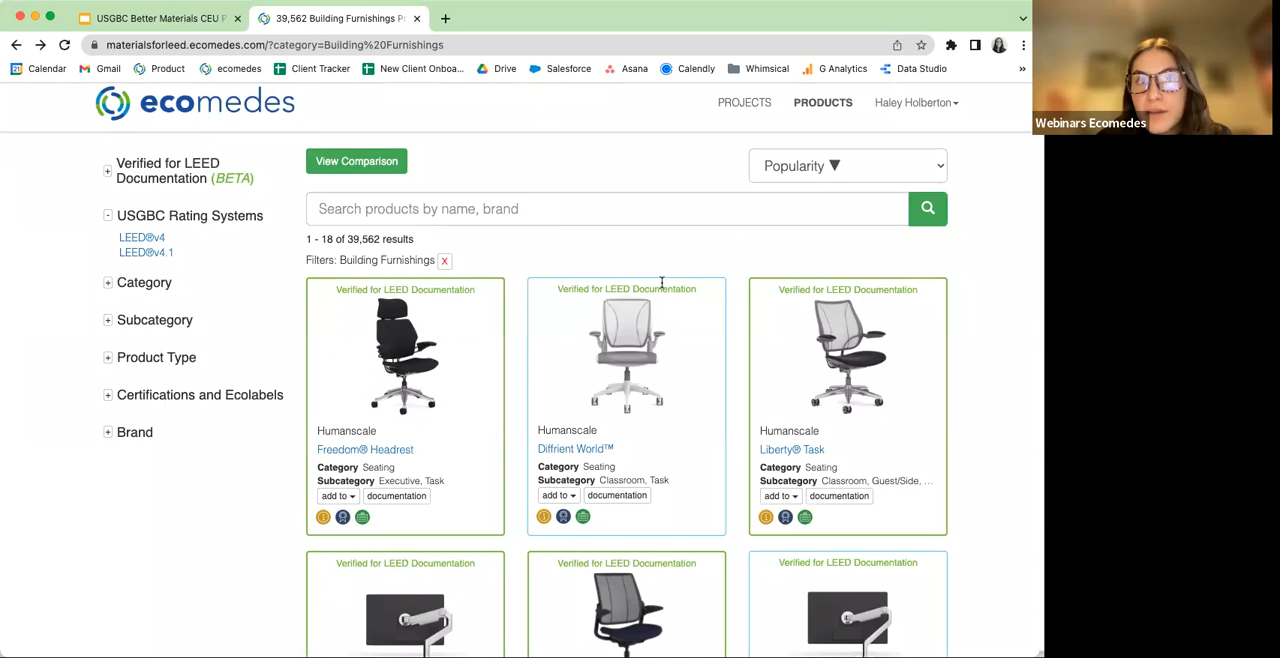 USGBC Better Materials CEU P
39,562 Building Furnishings Pr
materialsforleed.ecomedes.com/?category=Building%20Furnishings
Calendar Gmail Product ecomedes Client Tracker New Client Onboa... Drive Salesforce Asana Calendly Whimsical G Analytics Data Studio »
Webinars Ecomedes
ecomedes
PROJECTS PRODUCTS Haley Holberton
Verified for LEED
Documentation (BETA)
USGBC Rating Systems
LEED®v4
LEED®v4.1
Category
Subcategory
Product Type
Certifications and Ecolabels
Brand
View Comparison
Popularity ▼
Search products by name, brand
1 - 18 of 39,562 results
Filters: Building Furnishings X
Verified for LEED Documentation
Humanscale
Freedom® Headrest
Category Seating
Subcategory Executive, Task
add to documentation
Verified for LEED Documentation
Humanscale
Diffrient World™
Category Seating
Subcategory Classroom, Task
add to documentation
Verified for LEED Documentation
Humanscale
Liberty® Task
Category Seating
Subcategory Classroom, Guest/Side, ...
add to documentation
Verified for LEED Documentation
Verified for LEED Documentation
Verified for LEED Documentation